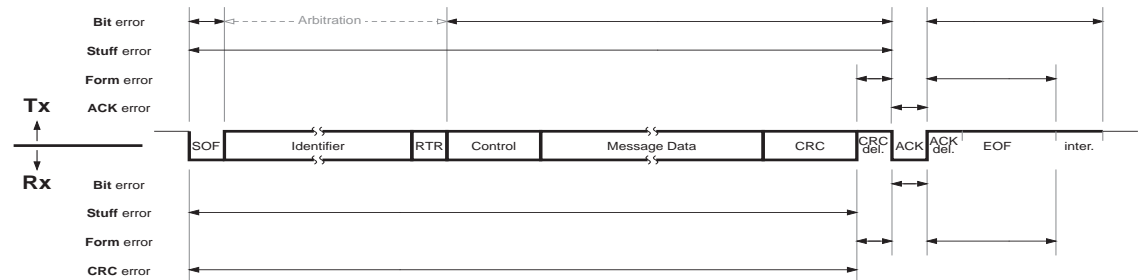 Bit error
Arbitration
Stuff error
Form error
ACK error
Tx
SOF Identifier RTR Control Message Data CRC CRC del. ACK ACK del. EOF inter.
Rx
Bit error
Stuff error
Form error
CRC error